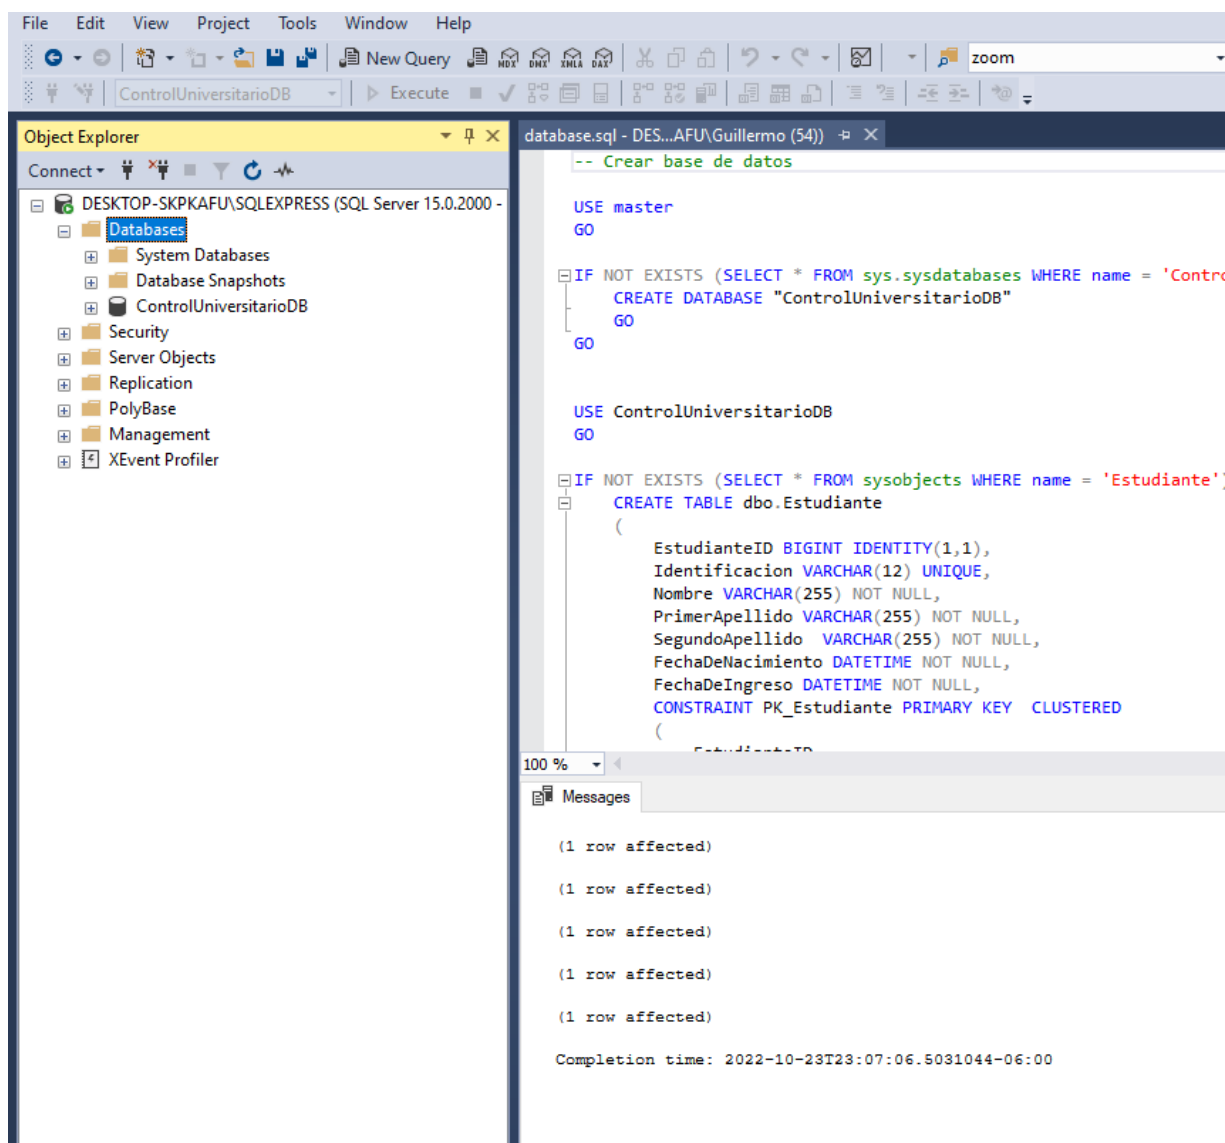 File Edit View Project Tools Window Help
New Query MDX DMX XMLA DAX zoom
ControlUniversitarioDB Execute
Object Explorer
Connect
DESKTOP-SKPKAFU\SQLEXPRESS (SQL Server 15.0.2000 -
Databases
System Databases
Database Snapshots
ControlUniversitarioDB
Security
Server Objects
Replication
PolyBase
Management
XEvent Profiler
database.sql - DES...AFU\Guillermo (54))
-- Crear base de datos
USE master
GO
IF NOT EXISTS (SELECT * FROM sys.sysdatabases WHERE name = 'Contro
CREATE DATABASE "ControlUniversitarioDB"
GO
GO
USE ControlUniversitarioDB
GO
IF NOT EXISTS (SELECT * FROM sysobjects WHERE name = 'Estudiante')
CREATE TABLE dbo.Estudiante
(
EstudianteID BIGINT IDENTITY(1,1),
Identificacion VARCHAR(12) UNIQUE,
Nombre VARCHAR(255) NOT NULL,
PrimerApellido VARCHAR(255) NOT NULL,
SegundoApellido  VARCHAR(255) NOT NULL,
FechaDeNacimiento DATETIME NOT NULL,
FechaDeIngreso DATETIME NOT NULL,
CONSTRAINT PK_Estudiante PRIMARY KEY  CLUSTERED
(
EstudianteID
100 %
Messages
(1 row affected)
(1 row affected)
(1 row affected)
(1 row affected)
(1 row affected)
Completion time: 2022-10-23T23:07:06.5031044-06:00